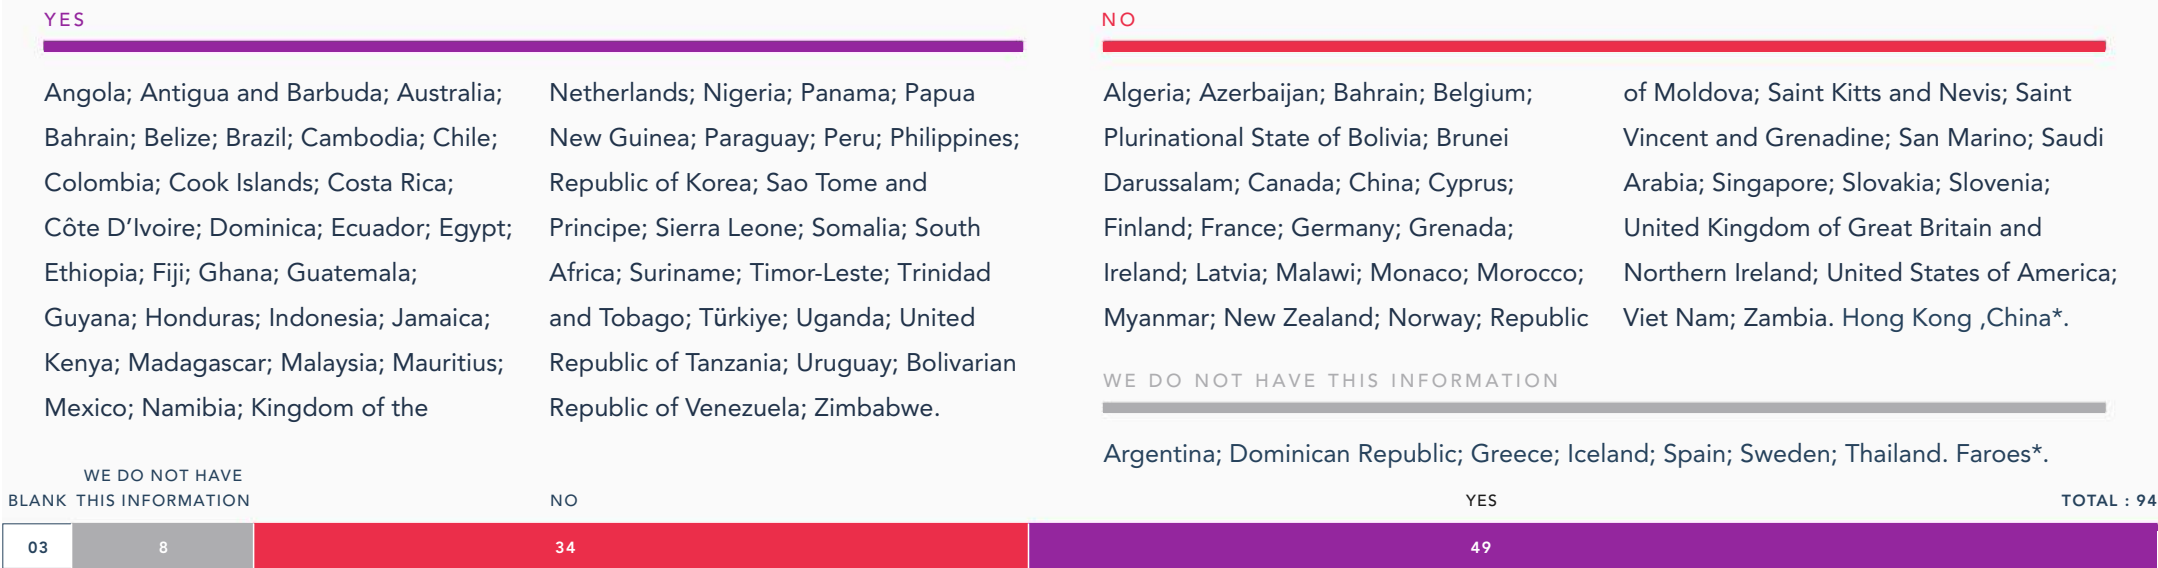 YES
Angola; Antigua and Barbuda; Australia;
Bahrain; Belize; Brazil; Cambodia; Chile;
Colombia; Cook Islands; Costa Rica;
Côte D’Ivoire; Dominica; Ecuador; Egypt;
Ethiopia; Fiji; Ghana; Guatemala;
Guyana; Honduras; Indonesia; Jamaica;
Kenya; Madagascar; Malaysia; Mauritius;
Mexico; Namibia; Kingdom of the
Netherlands; Nigeria; Panama; Papua
New Guinea; Paraguay; Peru; Philippines;
Republic of Korea; Sao Tome and
Principe; Sierra Leone; Somalia; South
Africa; Suriname; Timor-Leste; Trinidad
and Tobago; Türkiye; Uganda; United
Republic of Tanzania; Uruguay; Bolivarian
Republic of Venezuela; Zimbabwe.
NO
Algeria; Azerbaijan; Bahrain; Belgium;
Plurinational State of Bolivia; Brunei
Darussalam; Canada; China; Cyprus;
Finland; France; Germany; Grenada;
Ireland; Latvia; Malawi; Monaco; Morocco;
Myanmar; New Zealand; Norway; Republic
of Moldova; Saint Kitts and Nevis; Saint
Vincent and Grenadine; San Marino; Saudi
Arabia; Singapore; Slovakia; Slovenia;
United Kingdom of Great Britain and
Northern Ireland; United States of America;
Viet Nam; Zambia. Hong Kong ,China*.
WE DO NOT HAVE THIS INFORMATION
Argentina; Dominican Republic; Greece; Iceland; Spain; Sweden; Thailand. Faroes*.
BLANK
WE DO NOT HAVE
THIS INFORMATION
NO
YES
TOTAL : 94
03
8
34
49